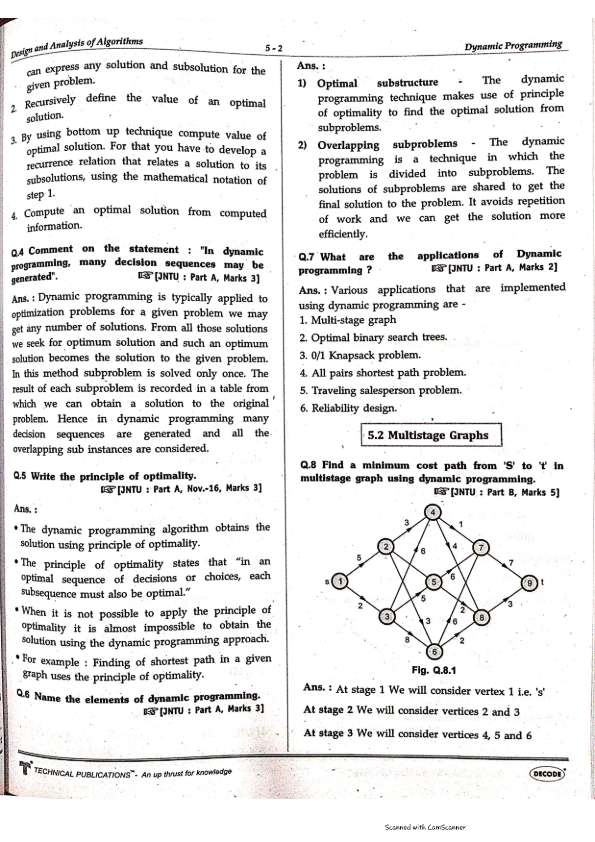 Design and Analysis of Algorithms
5 - 2
Dynamic Programming
can express any solution and subsolution for the
given problem.
2. Recursively define the value of an optimal
solution.
3. By using bottom up technique compute value of
optimal solution. For that you have to develop a
recurrence relation that relates a solution to its
subsolutions, using the mathematical notation of
step 1.
4. Compute an optimal solution from computed
information.
Q.4 Comment on the statement : "In dynamic
programming, many decision sequences may be
generated". ☞[JNTU : Part A, Marks 3]
Ans. : Dynamic programming is typically applied to
optimization problems for a given problem we may
get any number of solutions. From all those solutions
we seek for optimum solution and such an optimum
solution becomes the solution to the given problem.
In this method subproblem is solved only once. The
result of each subproblem is recorded in a table from
which we can obtain a solution to the original
problem. Hence in dynamic programming many
decision sequences are generated and all the
overlapping sub instances are considered.
Q.5 Write the principle of optimality.
☞[JNTU : Part A, Nov.-16, Marks 3]
Ans. :
• The dynamic programming algorithm obtains the
solution using principle of optimality.
• The principle of optimality states that "in an
optimal sequence of decisions or choices, each
subsequence must also be optimal."
• When it is not possible to apply the principle of
optimality it is almost impossible to obtain the
solution using the dynamic programming approach.
• For example : Finding of shortest path in a given
graph uses the principle of optimality.
Q.6 Name the elements of dynamic programming.
☞[JNTU : Part A, Marks 3]
Ans. :
1) Optimal substructure - The dynamic
programming technique makes use of principle
of optimality to find the optimal solution from
subproblems.
2) Overlapping subproblems - The dynamic
programming is a technique in which the
problem is divided into subproblems. The
solutions of subproblems are shared to get the
final solution to the problem. It avoids repetition
of work and we can get the solution more
efficiently.
Q.7 What are the applications of Dynamic
programming ? ☞[JNTU : Part A, Marks 2]
Ans. : Various applications that are implemented
using dynamic programming are -
1. Multi-stage graph
2. Optimal binary search trees.
3. 0/1 Knapsack problem.
4. All pairs shortest path problem.
5. Traveling salesperson problem.
6. Reliability design.
5.2 Multistage Graphs
Q.8 Find a minimum cost path from 'S' to 't' in
multistage graph using dynamic programming.
☞[JNTU : Part B, Marks 5]
4
3 1
2 6 4 7
5 7
s 1 5 6 9 t
2 5 2 3
3 3 6 8
8 2
6
Fig. Q.8.1
Ans. : At stage 1 We will consider vertex 1 i.e. 's'
At stage 2 We will consider vertices 2 and 3
At stage 3 We will consider vertices 4, 5 and 6
TECHNICAL PUBLICATIONS™- An up thrust for knowledge
DECODE
Scanned with CamScanner